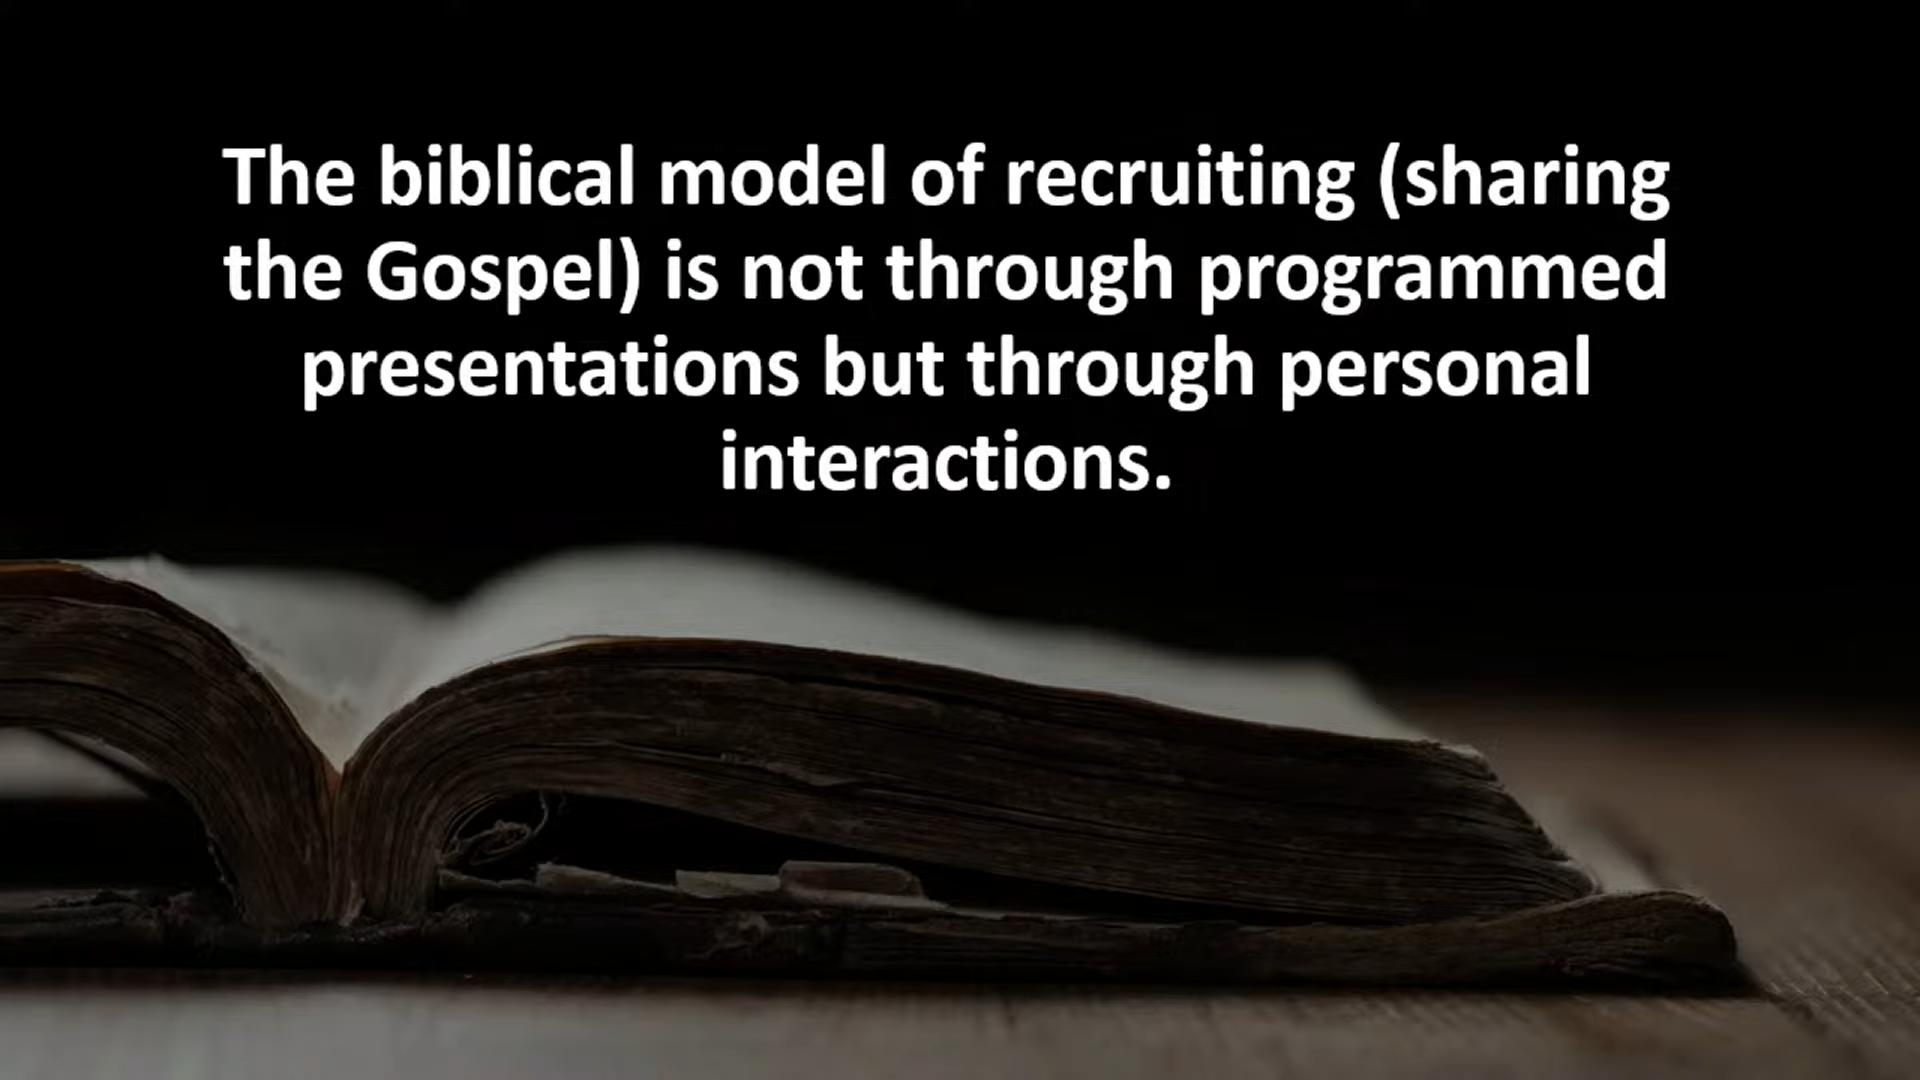 The biblical model of recruiting (sharing
the Gospel) is not through programmed
presentations but through personal
interactions.